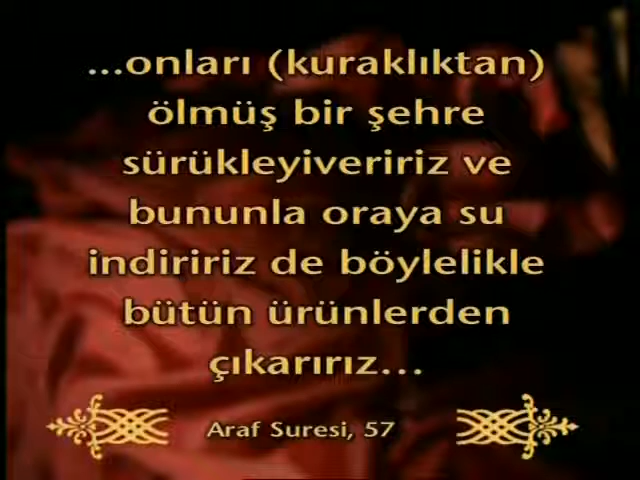 ...onları (kuraklıktan)
ölmüş bir şehre
sürükleyiveririz ve
bununla oraya su
indiririz de böylelikle
bütün ürünlerden
çıkarırız...
Araf Suresi, 57